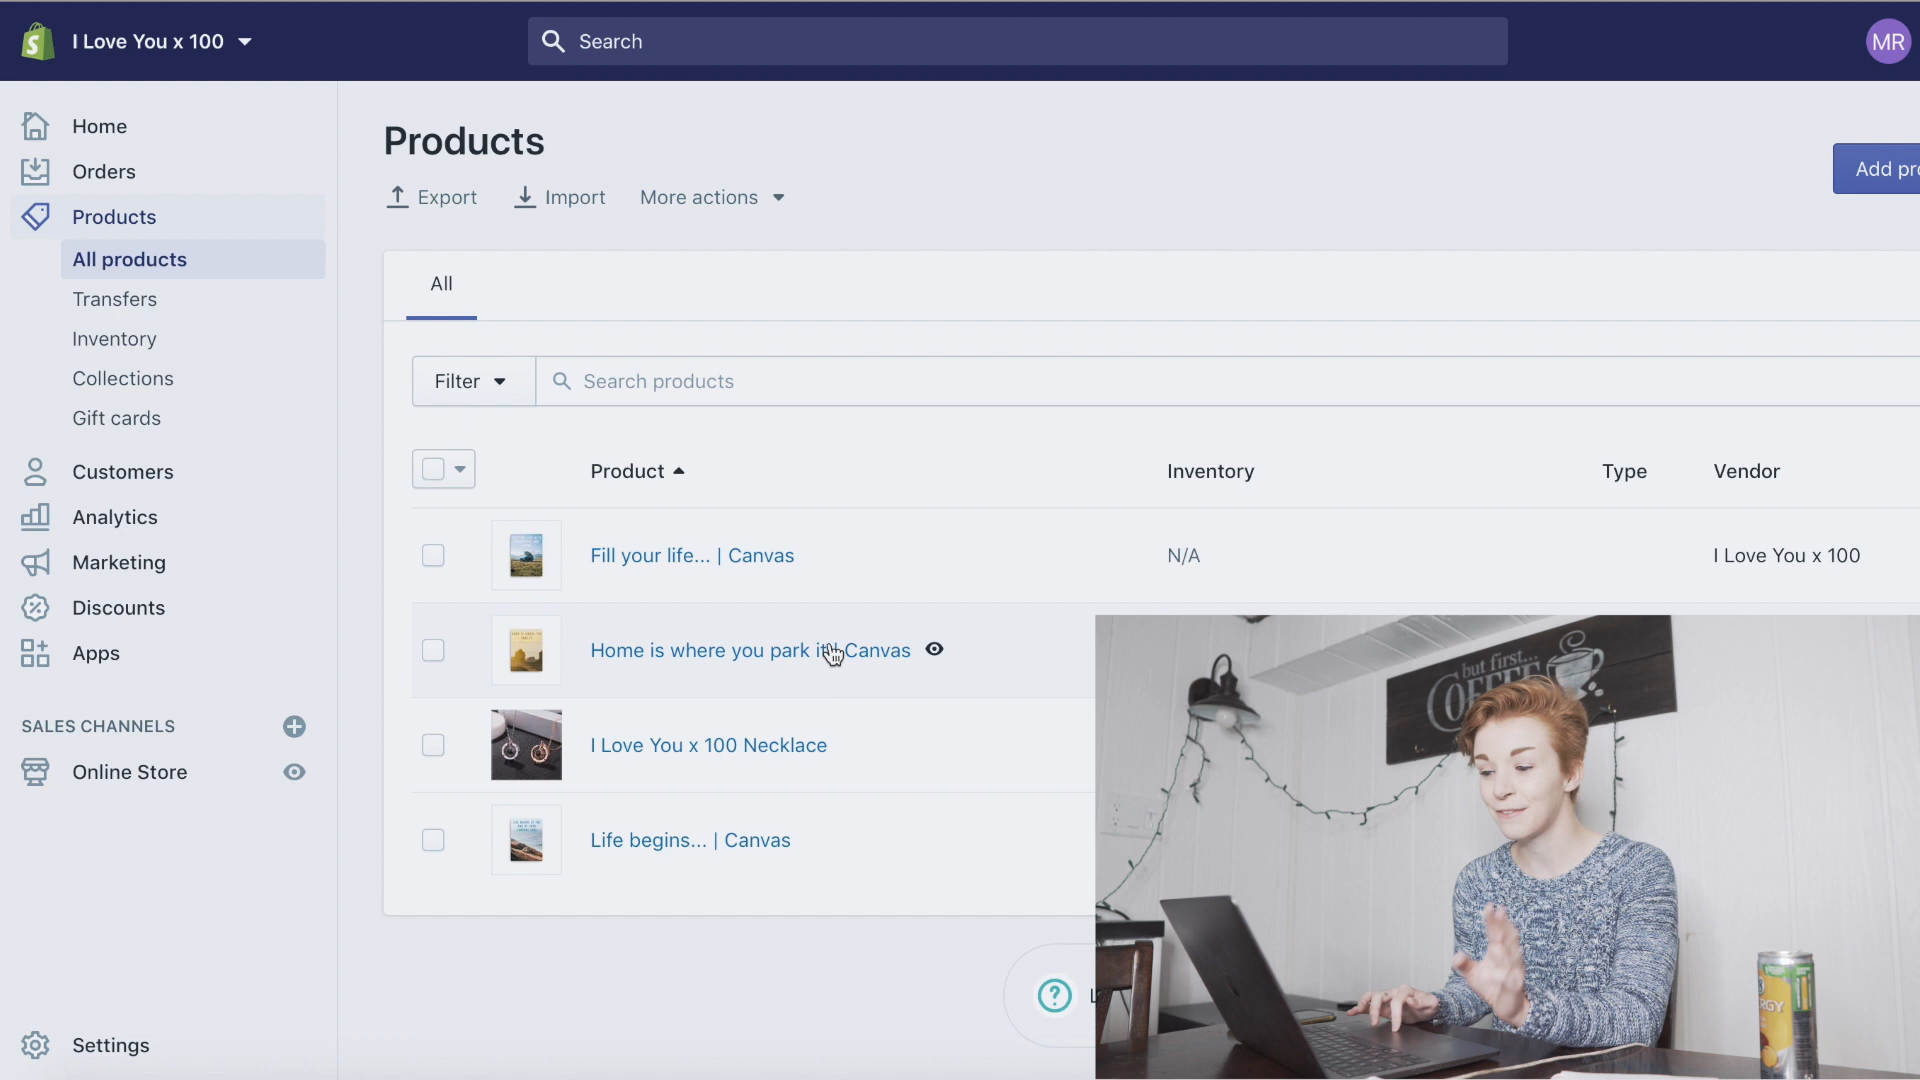 I Love You x 100
Search
MR
Home
Orders
Products
All products
Transfers
Inventory
Collections
Gift cards
Customers
Analytics
Marketing
Discounts
Apps
SALES CHANNELS
Online Store
Settings
Products
Export
Import
More actions
Add pro
All
Filter
Search products
Product
Inventory
Type
Vendor
Fill your life... | Canvas
N/A
I Love You x 100
Home is where you park it! Canvas
I Love You x 100 Necklace
Life begins... | Canvas
but first...
COFFEE